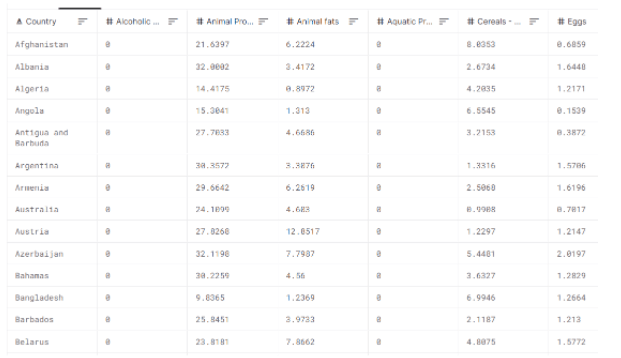 Country # Alcoholic ... # Animal Pro... # Animal fats # Aquatic Pr... # Cereals - ... # Eggs
Afghanistan 0 21.6397 6.2224 0 8.0353 0.6859
Albania 0 32.0002 3.4172 0 2.6734 1.6448
Algeria 0 14.4175 0.8972 0 4.2035 1.2171
Angola 0 15.3041 1.313 0 6.5545 0.1539
Antigua and 0 27.7033 4.6686 0 3.2153 0.3872
Barbuda
Argentina 0 30.3572 3.3076 0 1.3316 1.5706
Armenia 0 29.6642 6.2619 0 2.5068 1.6196
Australia 0 24.1099 4.603 0 0.9908 0.7017
Austria 0 27.8268 12.0517 0 1.2297 1.2147
Azerbaijan 0 32.1198 7.7987 0 5.4481 2.0197
Bahamas 0 30.2259 4.56 0 3.6327 1.2829
Bangladesh 0 9.8365 1.2369 0 6.9946 1.2664
Barbados 0 25.8451 3.9733 0 2.1187 1.213
Belarus 0 23.8181 7.8662 0 4.8075 1.5772